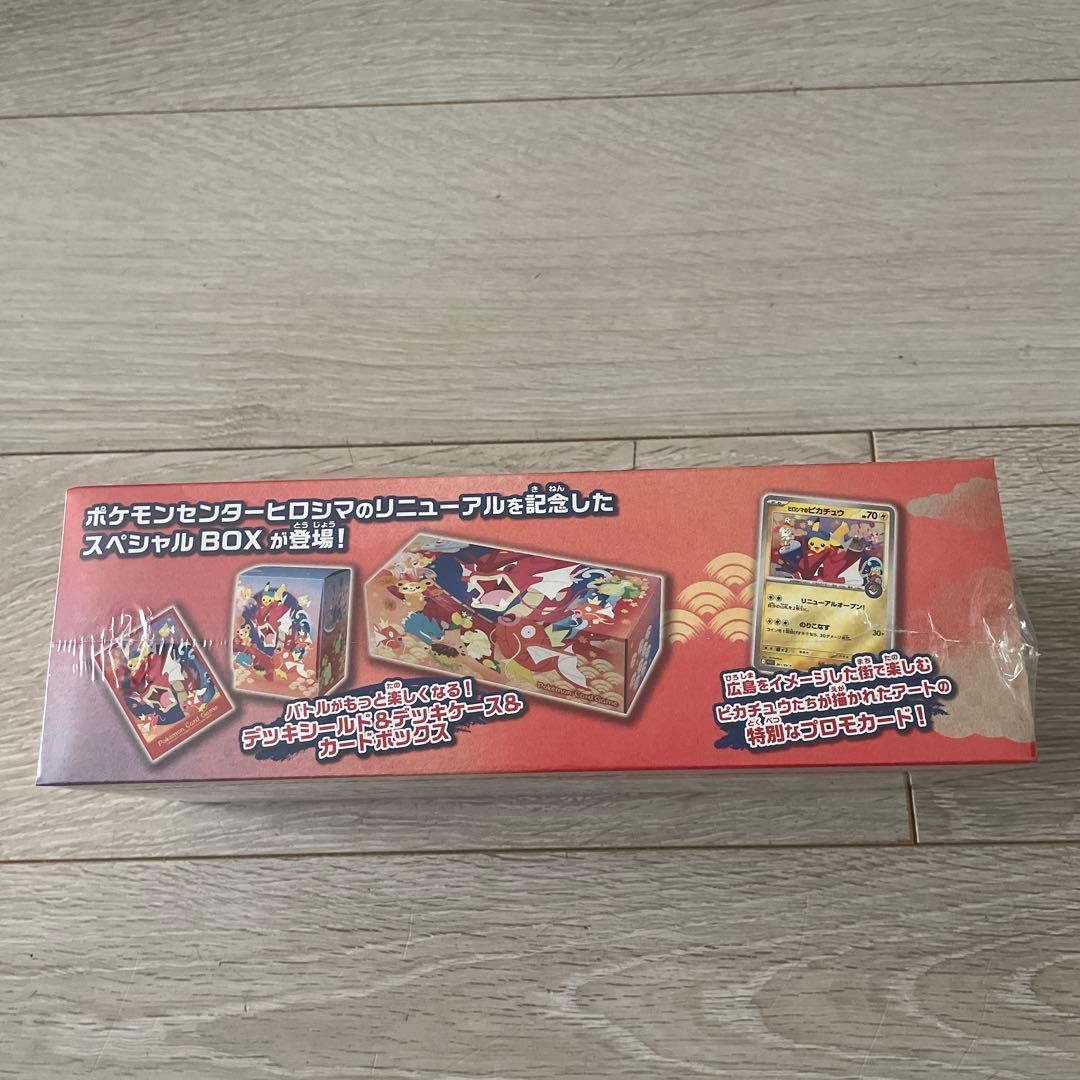 ポケモンセンターヒロシマのリニューアルを記念した
スペシャルBOXが登場！
バトルがもっと楽しくなる！
デッキシールド&デッキケース&
カードボックス
Pokémon Card Game
Pokémon Card Game
ヒロシマのピカチュウ
HP70
リニューアルオープン！
のりこなす
30+
広島をイメージした街で楽しむ
ピカチュウたちが描かれたアートの
特別なプロモカード！